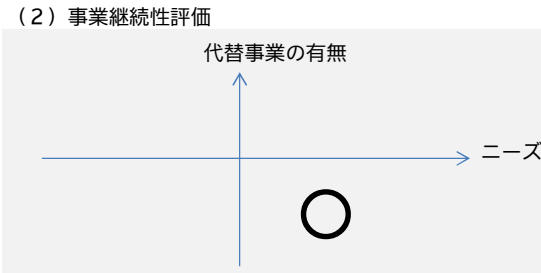 （２）事業継続性評価
代替事業の有無
ニーズ